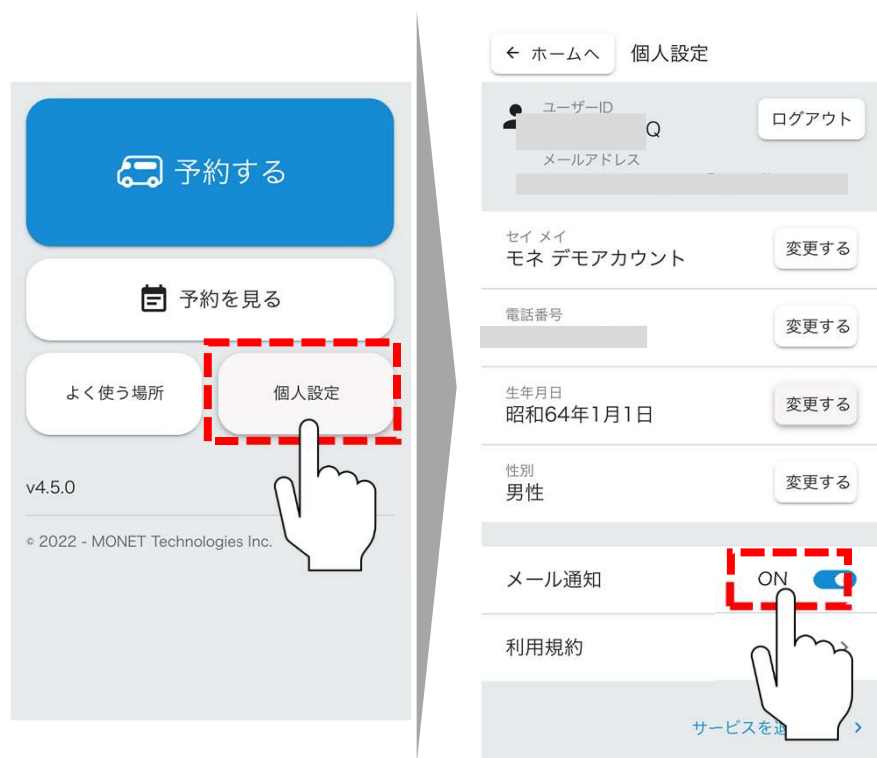 予約する
予約を見る
よく使う場所
個人設定
v4.5.0
© 2022 - MONET Technologies Inc.
← ホームへ
個人設定
ユーザーID
Q
ログアウト
メールアドレス
セイ メイ
モネ デモアカウント
変更する
電話番号
変更する
生年月日
昭和64年1月1日
変更する
性別
男性
変更する
メール通知
ON
利用規約
サービスを